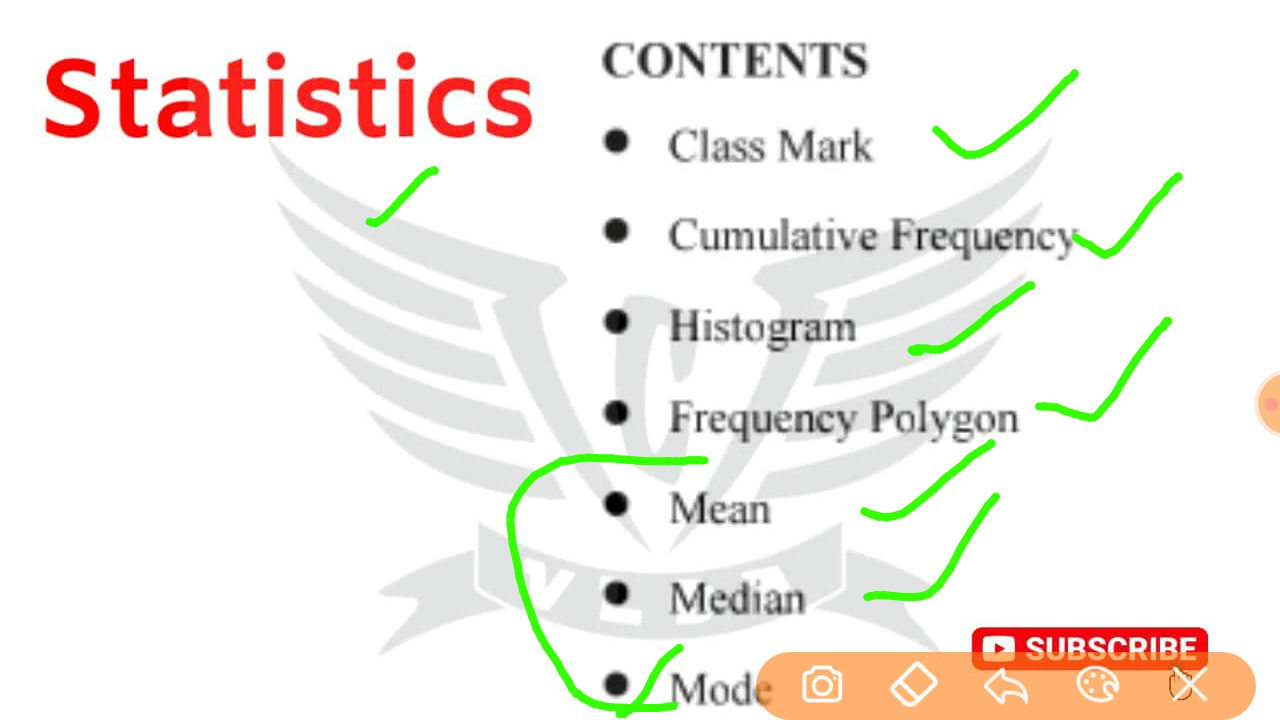 Statistics
CONTENTS
• Class Mark
• Cumulative Frequency
• Histogram
• Frequency Polygon
• Mean
• Median
• Mode
SUBSCRIBE